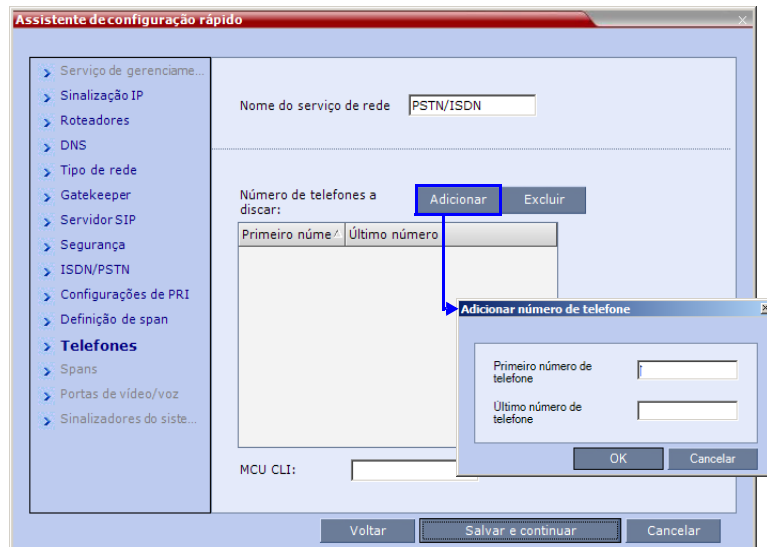 Assistente de configuração rápido
Serviço de gerenciame...
Sinalização IP
Roteadores
DNS
Tipo de rede
Gatekeeper
Servidor SIP
Segurança
ISDN/PSTN
Configurações de PRI
Definição de span
Telefones
Spans
Portas de vídeo/voz
Sinalizadores do siste...
Nome do serviço de rede
PSTN/ISDN
Número de telefones a
discar:
Adicionar
Excluir
Primeiro núme
Último número
Adicionar número de telefone
Primeiro número de
telefone
Último número de
telefone
OK
Cancelar
MCU CLI:
Voltar
Salvar e continuar
Cancelar